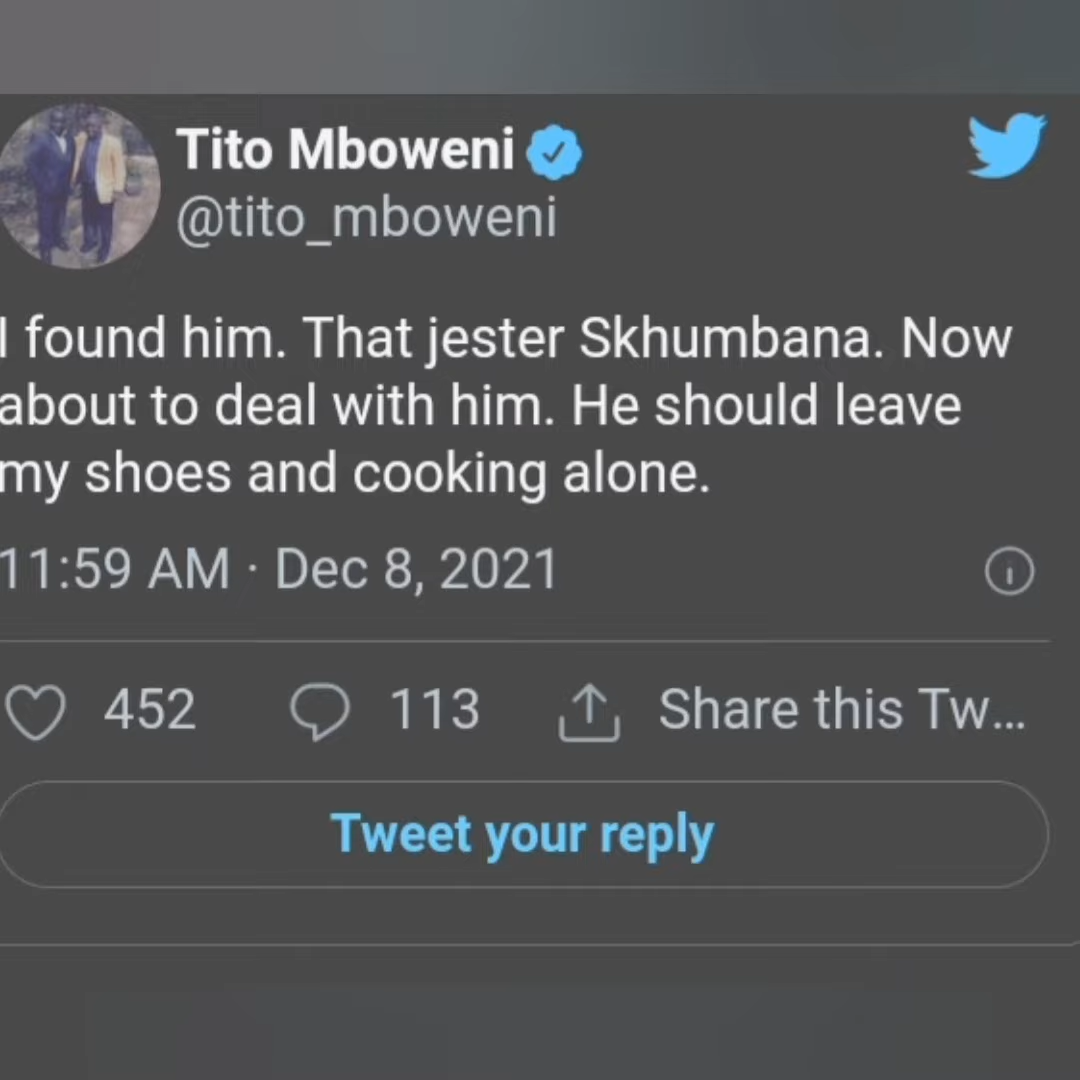 Tito Mboweni
@tito_mboweni
I found him. That jester Skhumbana. Now
about to deal with him. He should leave
my shoes and cooking alone.
11:59 AM · Dec 8, 2021
452 113 Share this Tw...
Tweet your reply